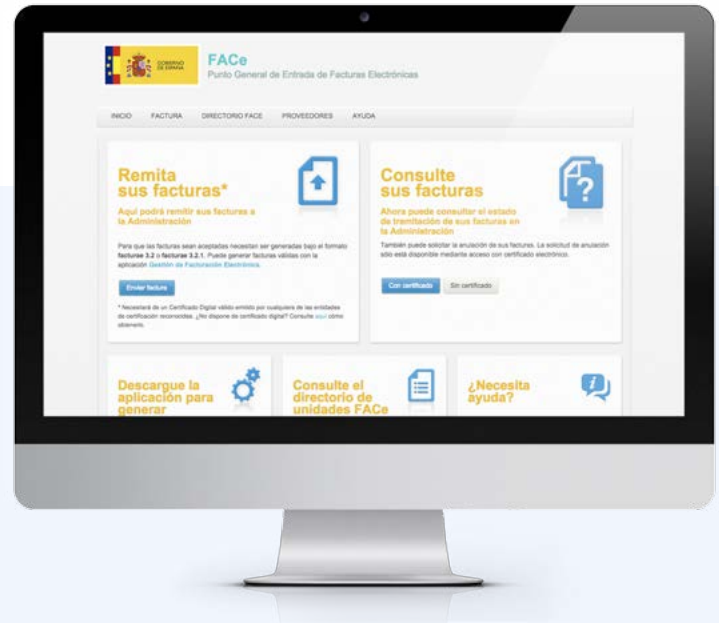 GOBIERNO
DE ESPAÑA
FACe
Punto General de Entrada de Facturas Electrónicas
INICIO FACTURA DIRECTORIO FACE PROVEEDORES AYUDA
Remita
sus facturas*
Aquí podrá remitir sus facturas a
la Administración
Para que las facturas sean aceptadas necesitan ser generadas bajo el formato
facturae 3.2 o facturae 3.2.1. Puede generar facturas válidas con la
aplicación Gestión de Facturación Electrónica.
Enviar factura
* Necesitará de un Certificado Digital válido emitido por cualquiera de las entidades
de certificación reconocidas. ¿No dispone de certificado digital? Consulte aquí cómo
obtenerlo.
Consulte
sus facturas
Ahora puede consultar el estado
de tramitación de sus facturas en
la Administración
También puede solicitar la anulación de sus facturas. La solicitud de anulación
sólo está disponible mediante acceso con certificado electrónico.
Con certificado Sin certificado
Descargue la
aplicación para
generar
Consulte el
directorio de
unidades FACe
¿Necesita
ayuda?